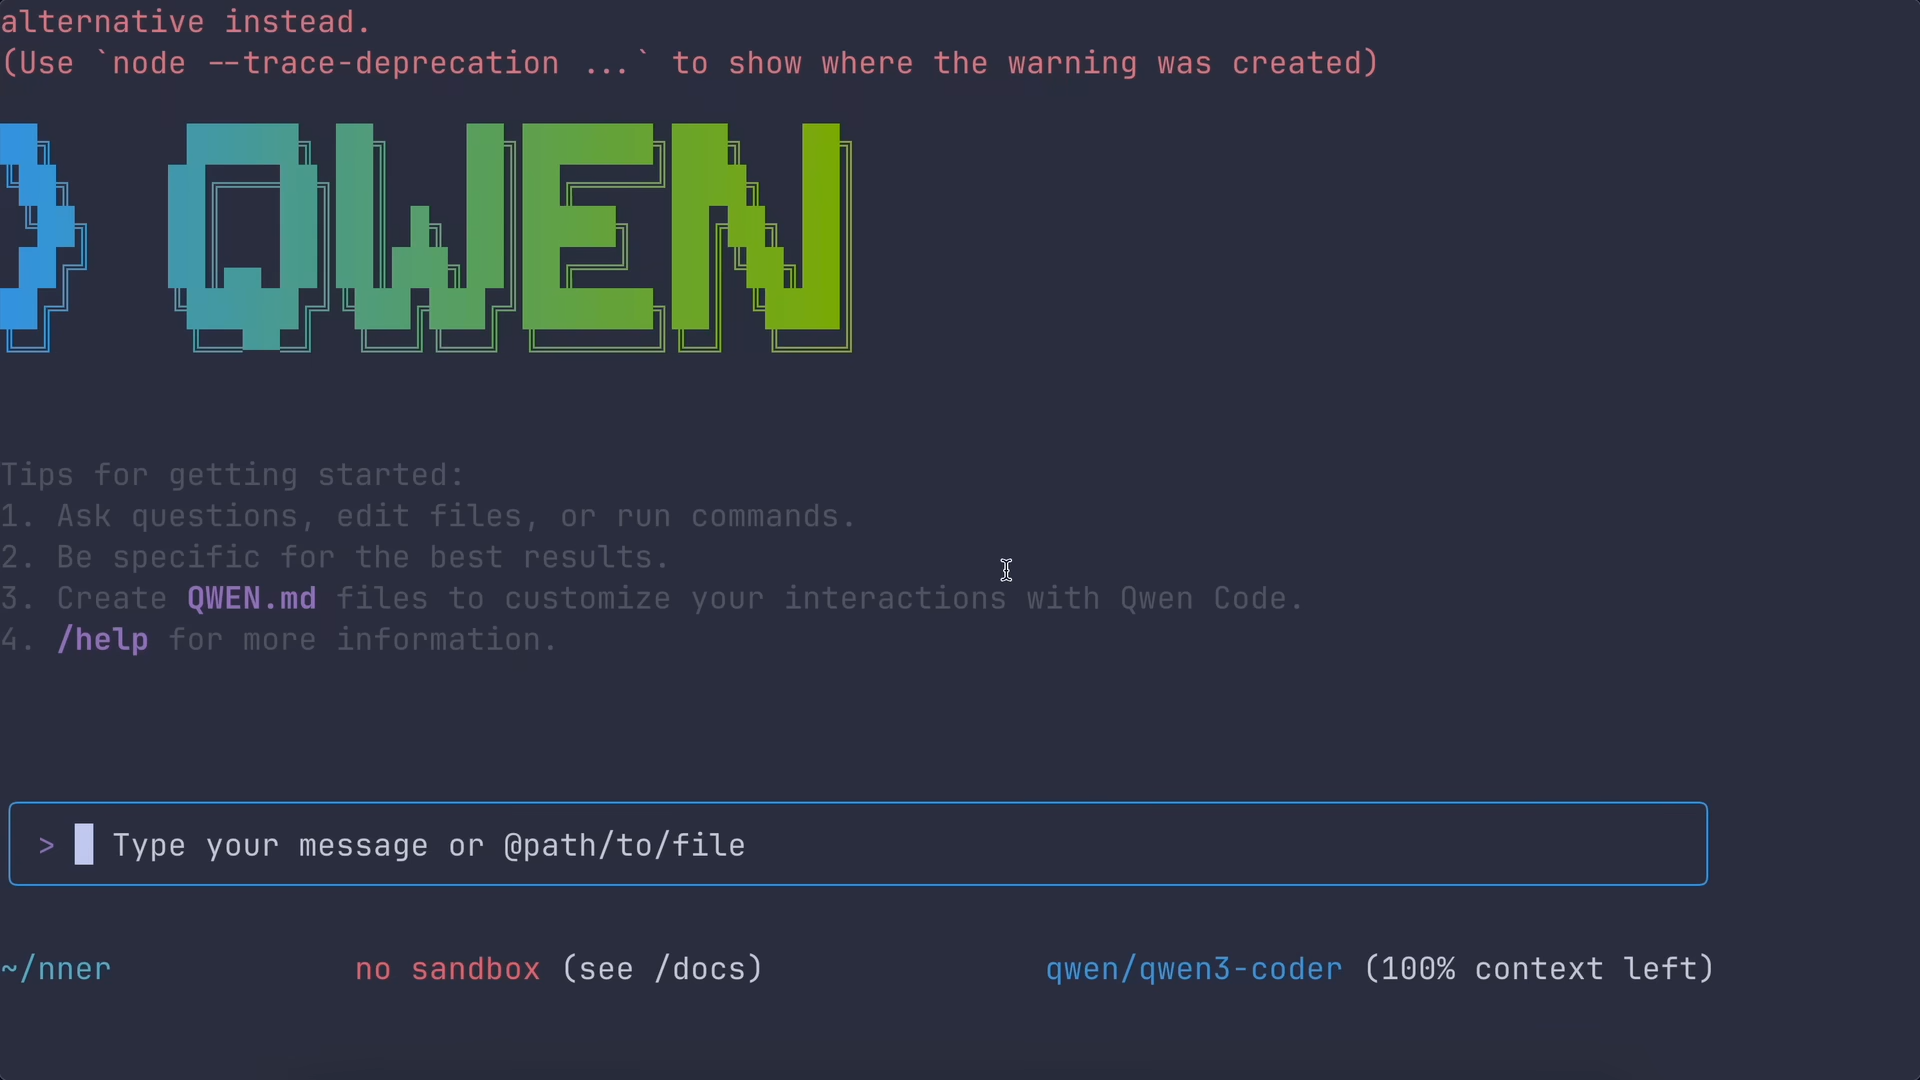 alternative instead.
(Use `node --trace-deprecation ...` to show where the warning was created)
QWEN
Tips for getting started:
1. Ask questions, edit files, or run commands.
2. Be specific for the best results.
3. Create QWEN.md files to customize your interactions with Qwen Code.
4. /help for more information.
> Type your message or @path/to/file
~/nner no sandbox (see /docs) qwen/qwen3-coder (100% context left)